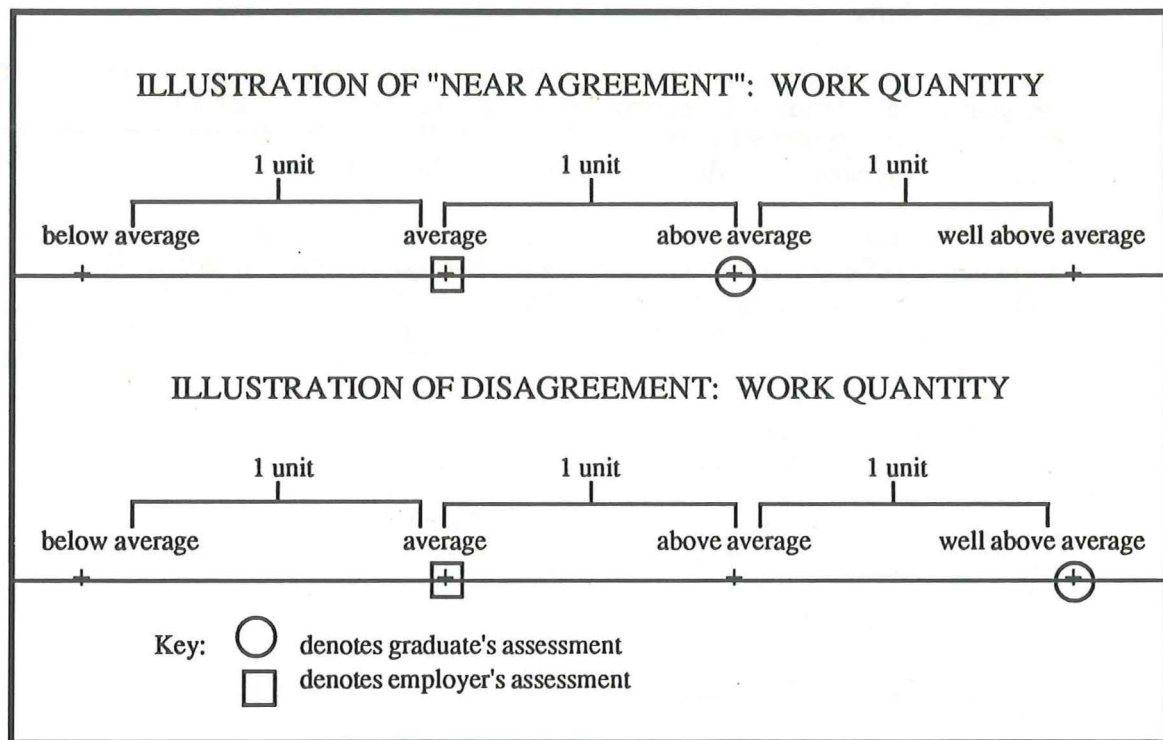 ILLUSTRATION OF "NEAR AGREEMENT": WORK QUANTITY
1 unit 1 unit 1 unit
below average average above average well above average
ILLUSTRATION OF DISAGREEMENT: WORK QUANTITY
1 unit 1 unit 1 unit
below average average above average well above average
Key: denotes graduate's assessment
denotes employer's assessment